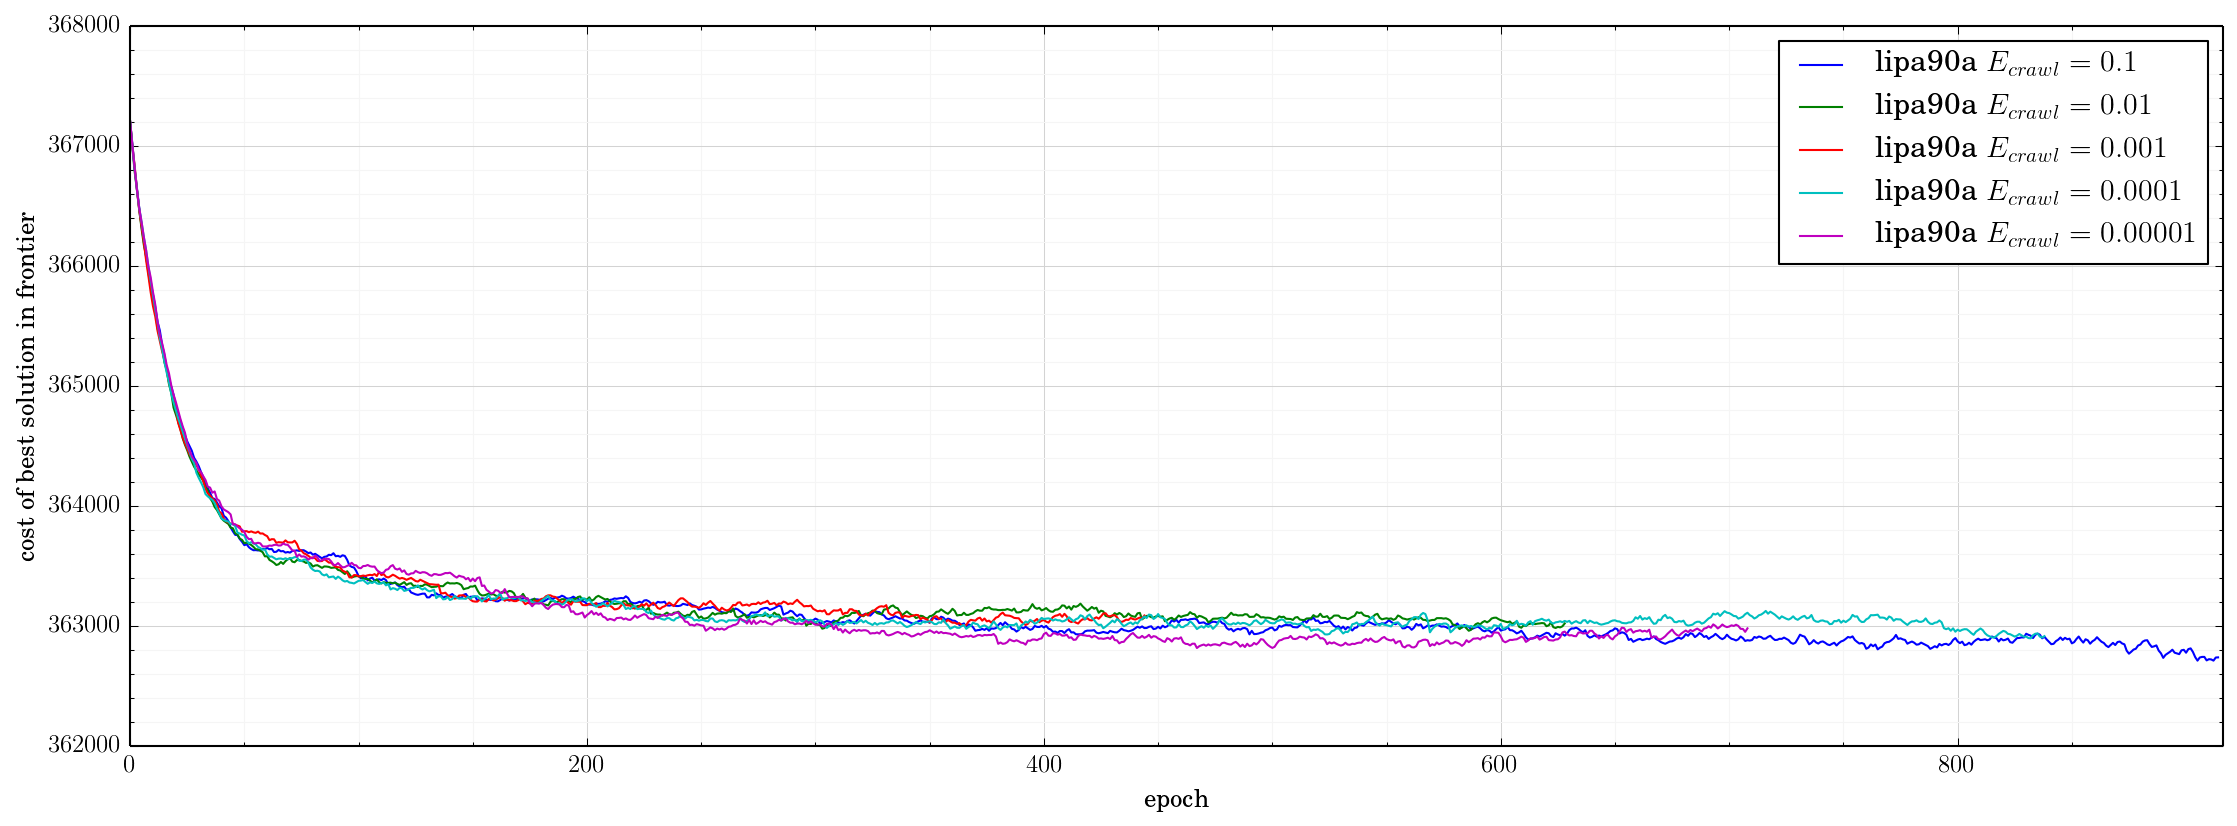 368000
367000
366000
365000
364000
363000
362000
cost of best solution in frontier
0 200 400 600 800
epoch
lipa90a E_crawl = 0.1
lipa90a E_crawl = 0.01
lipa90a E_crawl = 0.001
lipa90a E_crawl = 0.0001
lipa90a E_crawl = 0.00001